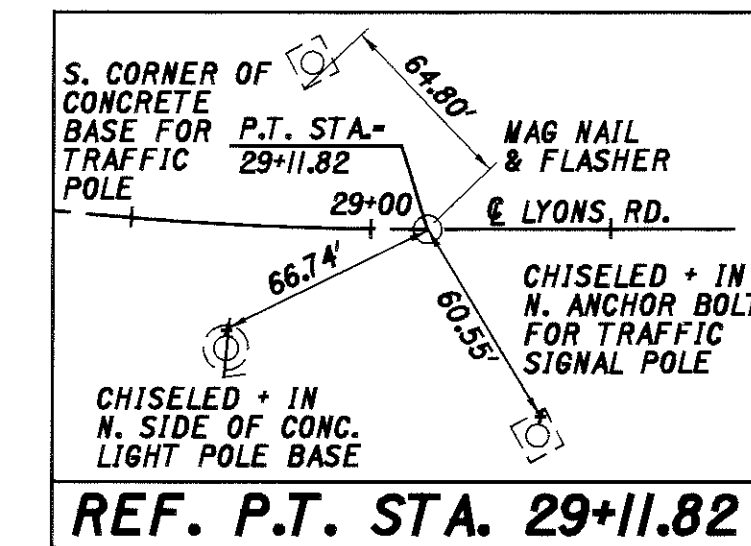 S. CORNER OF
CONCRETE
BASE FOR
TRAFFIC
POLE
P.T. STA.=
29+11.82
64.80'
MAG NAIL
& FLASHER
29+00
℄ LYONS RD.
66.74'
60.55'
CHISELED + IN
N. ANCHOR BOLT
FOR TRAFFIC
SIGNAL POLE
CHISELED + IN
N. SIDE OF CONC.
LIGHT POLE BASE
REF. P.T. STA. 29+11.82